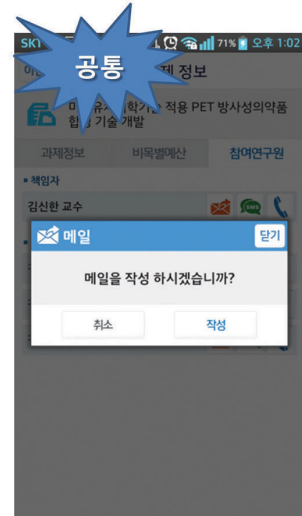 SKT 71% 오후 1:02
공통
제 정보
적용 PET 방사성의약품
기술 개발
과제정보 비목별예산 참여연구원
책임자
김신한 교수
SMS
메일 닫기
메일을 작성 하시겠습니까?
취소 작성